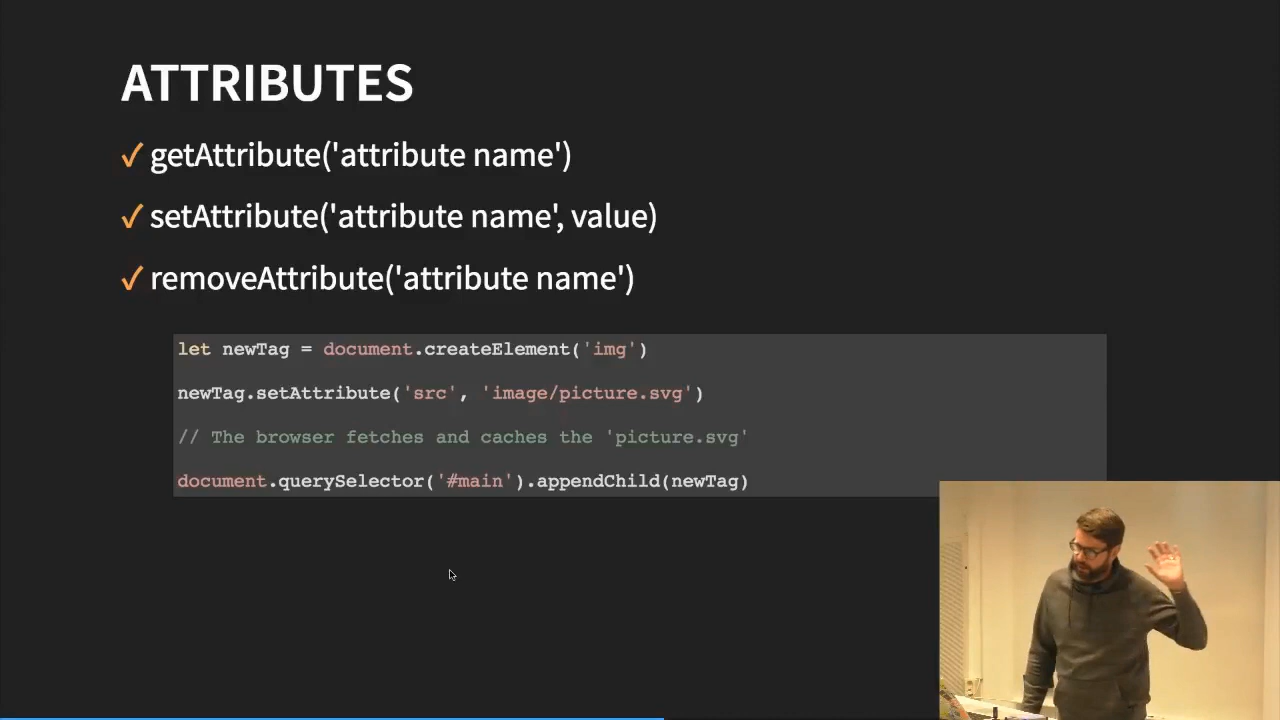 ATTRIBUTES
✓ getAttribute('attribute name')
✓ setAttribute('attribute name', value)
✓ removeAttribute('attribute name')
let newTag = document.createElement('img')
newTag.setAttribute('src', 'image/picture.svg')
// The browser fetches and caches the 'picture.svg'
document.querySelector('#main').appendChild(newTag)